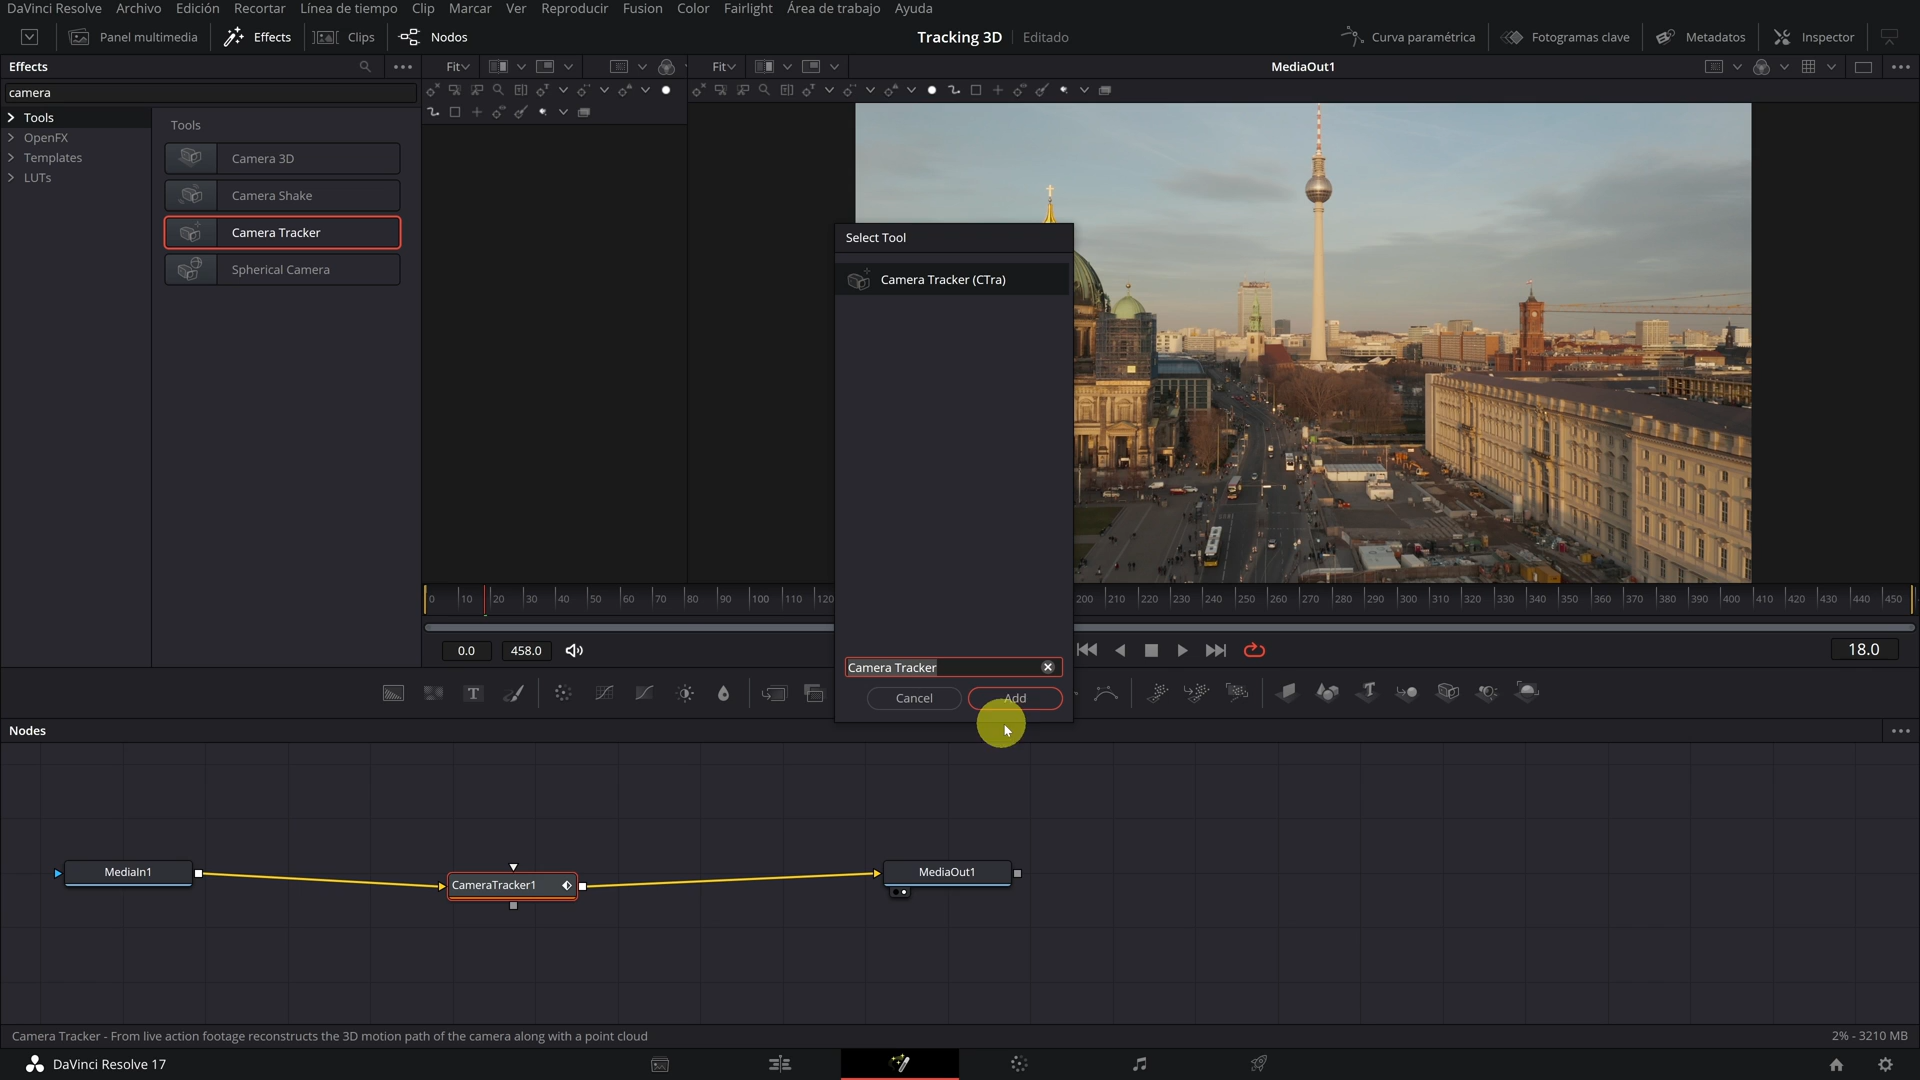 DaVinci Resolve Archivo Edición Recortar Línea de tiempo Clip Marcar Ver Reproducir Fusion Color Fairlight Área de trabajo Ayuda
Panel multimedia Effects Clips Nodos Tracking 3D Editado Curva paramétrica Fotogramas clave Metadatos Inspector
Effects Fit Fit MediaOut1
camera
Tools
OpenFX
Templates
LUTs
Tools
Camera 3D
Camera Shake
Camera Tracker
Spherical Camera
Select Tool
Camera Tracker (CTra)
0 10 20 30 40 50 60 70 80 90 100 110 120 200 210 220 230 240 250 260 270 280 290 300 310 320 330 340 350 360 370 380 390 400 410 420 430 440 450
0.0 458.0 18.0
Camera Tracker
Cancel Add
Nodes
MediaIn1 CameraTracker1 MediaOut1
Camera Tracker - From live action footage reconstructs the 3D motion path of the camera along with a point cloud 2% - 3210 MB
DaVinci Resolve 17